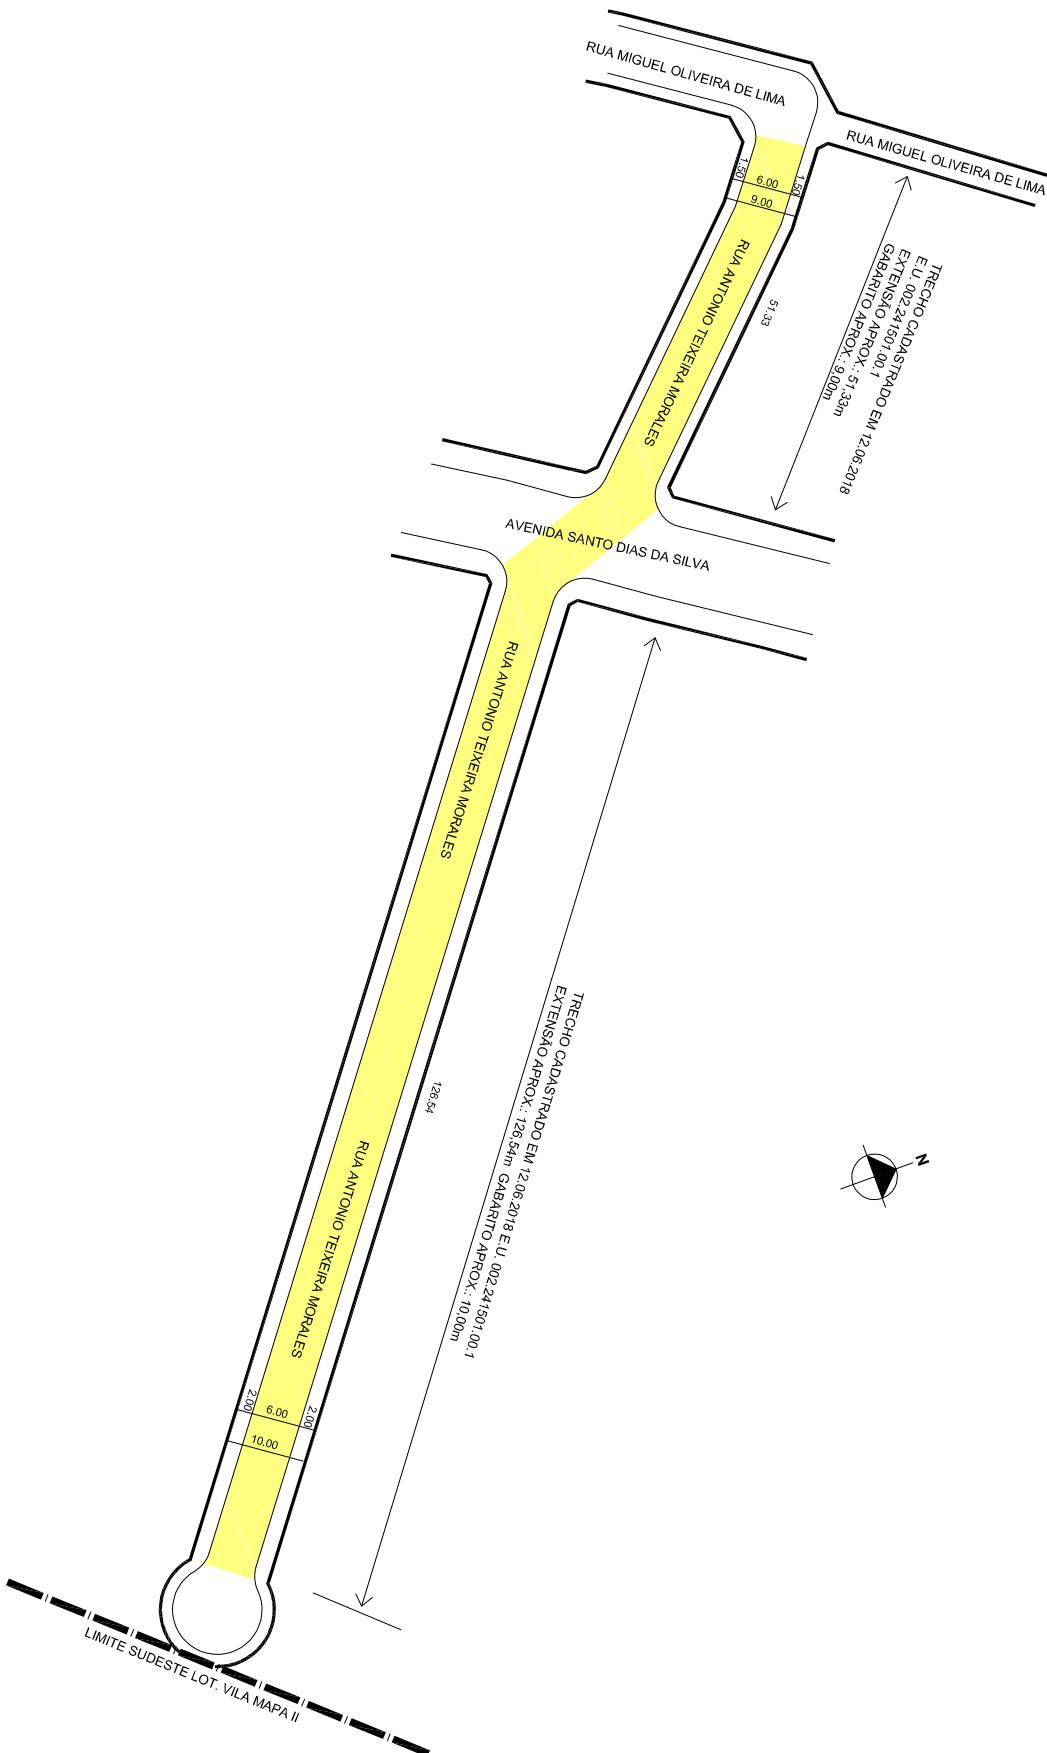 RUA MIGUEL OLIVEIRA DE LIMA
RUA MIGUEL OLIVEIRA DE LIMA
1.50
6.00
1.50
9.00
RUA ANTONIO TEIXEIRA MORALES
51.33
TRECHO CADASTRADO EM 12.06.2018
E.U. 002.241501.00.1
EXTENSÃO APROX.: 51,33m
GABARITO APROX.: 9,00m
AVENIDA SANTO DIAS DA SILVA
RUA ANTONIO TEIXEIRA MORALES
126.54
TRECHO CADASTRADO EM 12.06.2018 E.U. 002.241501.00.1
EXTENSÃO APROX.: 126,54m GABARITO APROX.: 10,00m
N
RUA ANTONIO TEIXEIRA MORALES
2.00
6.00
2.00
10.00
LIMITE SUDESTE LOT. VILA MAPA II